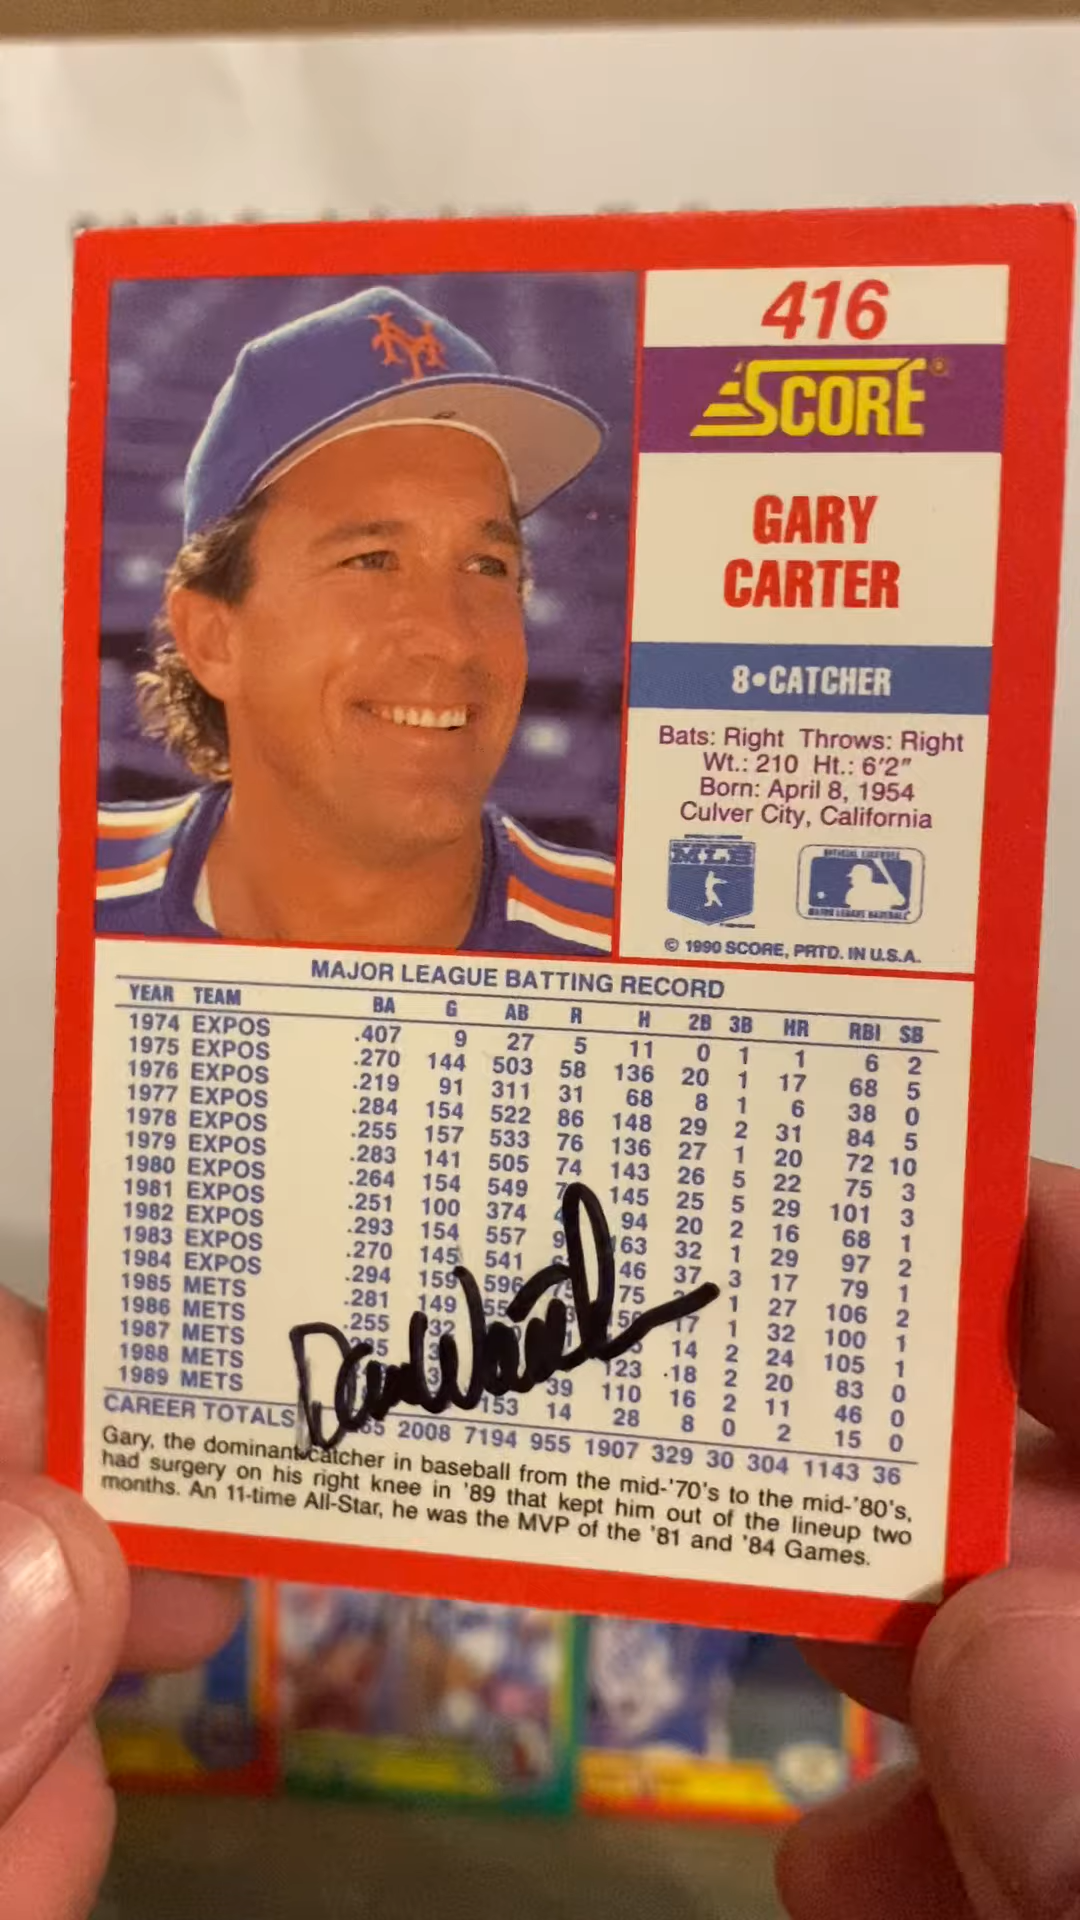 416
SCORE®
GARY
CARTER
8•CATCHER
Bats: Right Throws: Right
Wt.: 210 Ht.: 6'2"
Born: April 8, 1954
Culver City, California
MLB
© 1990 SCORE, PRTD. IN U.S.A.
MAJOR LEAGUE BATTING RECORD
YEAR TEAM BA G AB R H 2B 3B HR RBI SB
1974 EXPOS .407 9 27 5 11 0 1 1 6 2
1975 EXPOS .270 144 503 58 136 20 1 17 68 5
1976 EXPOS .219 91 311 31 68 8 1 6 38 0
1977 EXPOS .284 154 522 86 148 29 2 31 84 5
1978 EXPOS .255 157 533 76 136 27 1 20 72 10
1979 EXPOS .283 141 505 74 143 26 5 22 75 3
1980 EXPOS .264 154 549 145 25 5 29 101 3
1981 EXPOS .251 100 374 94 20 2 16 68 1
1982 EXPOS .293 154 557 32 1 29 97 2
1983 EXPOS .270 145 541 37 3 17 79 1
1984 EXPOS .294 159 596 1 27 106 2
1985 METS .281 149 17 1 32 100 1
1986 METS .255 14 2 24 105 1
1987 METS 123 18 2 20 83 0
1988 METS 39 110 16 2 11 46 0
1989 METS 153 14 28 8 0 2 15 0
CAREER TOTALS 2008 7194 955 1907 329 30 304 1143 36
Gary, the dominant catcher in baseball from the mid-'70's to the mid-'80's,
had surgery on his right knee in '89 that kept him out of the lineup two
months. An 11-time All-Star, he was the MVP of the '81 and '84 Games.